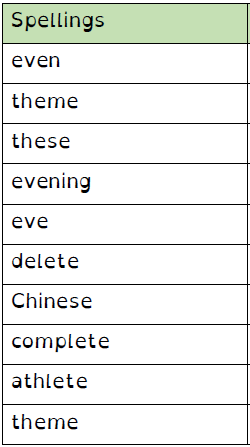 Spellings
even
theme
these
evening
eve
delete
Chinese
complete
athlete
theme